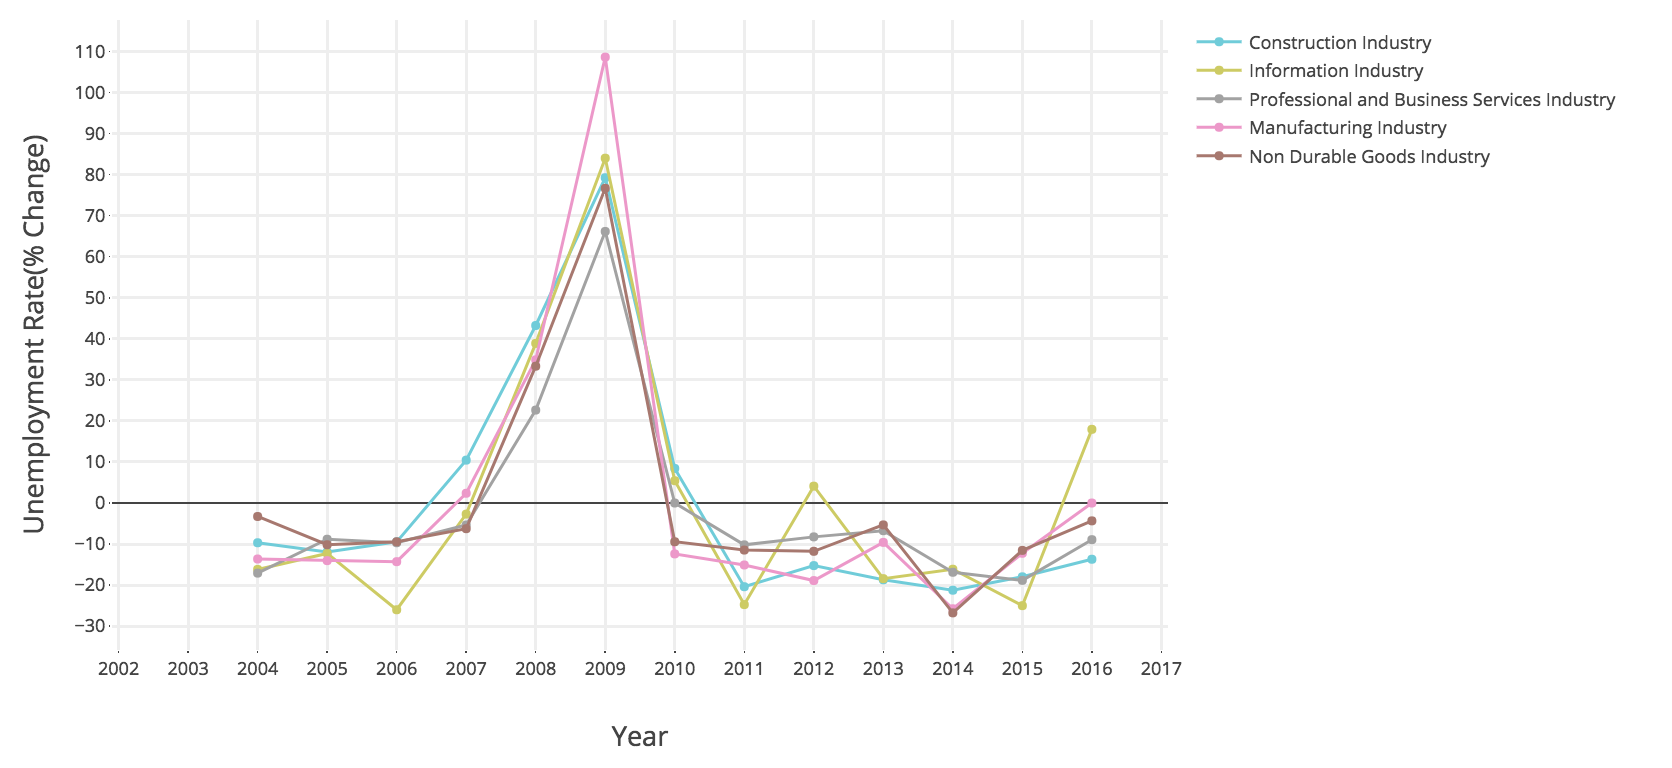 Construction Industry
Information Industry
Professional and Business Services Industry
Manufacturing Industry
Non Durable Goods Industry
Unemployment Rate(% Change)
110
100
90
80
70
60
50
40
30
20
10
0
−10
−20
−30
2002 2003 2004 2005 2006 2007 2008 2009 2010 2011 2012 2013 2014 2015 2016 2017
Year